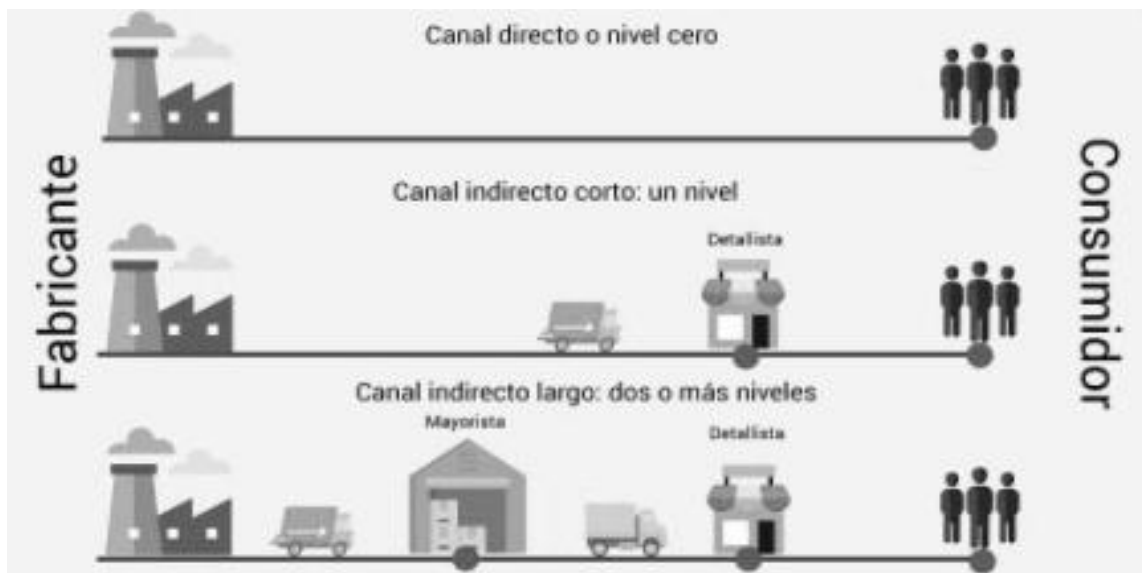 Canal directo o nivel cero
Fabricante
Consumidor
Canal indirecto corto: un nivel
Detallista
Canal indirecto largo: dos o más niveles
Mayorista
Detallista